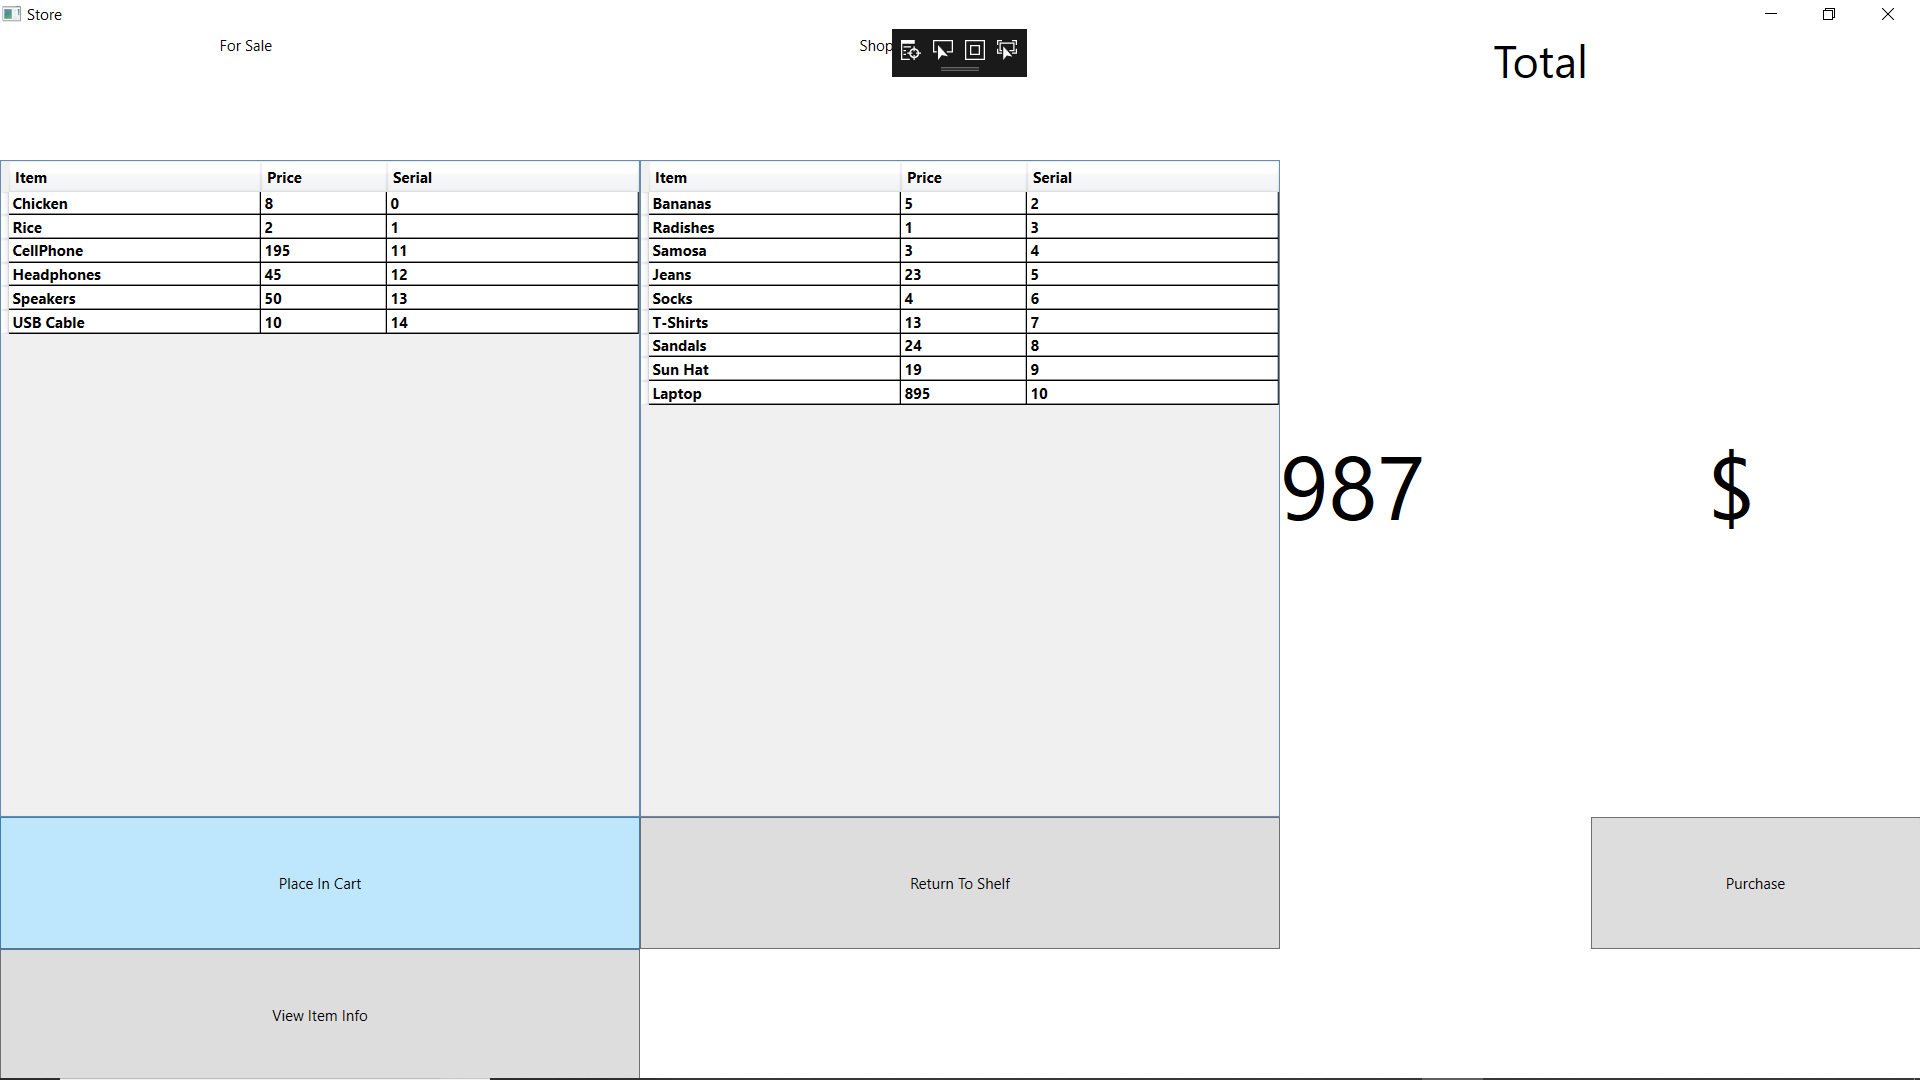 Store
For Sale
Shop
Total
Item Price Serial
Chicken 8 0
Rice 2 1
CellPhone 195 11
Headphones 45 12
Speakers 50 13
USB Cable 10 14
Item Price Serial
Bananas 5 2
Radishes 1 3
Samosa 3 4
Jeans 23 5
Socks 4 6
T-Shirts 13 7
Sandals 24 8
Sun Hat 19 9
Laptop 895 10
987 $
Place In Cart
Return To Shelf
Purchase
View Item Info